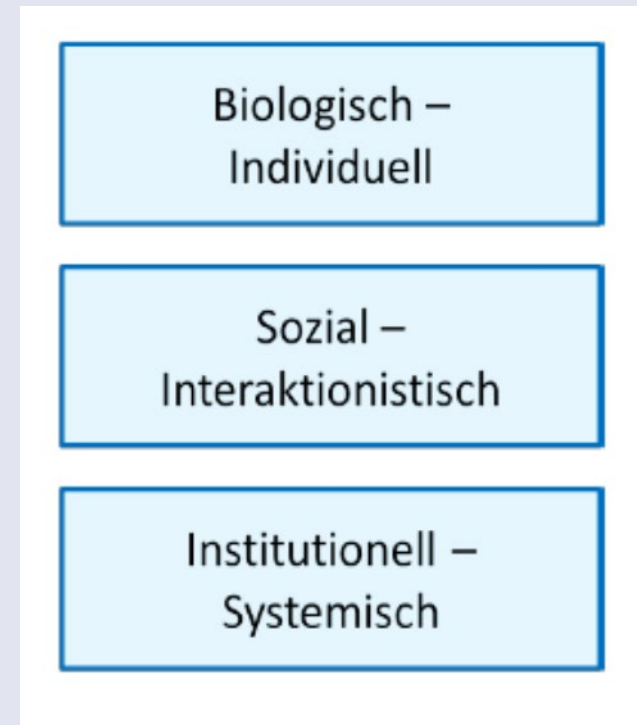 Biologisch –
Individuell
Sozial –
Interaktionistisch
Institutionell –
Systemisch